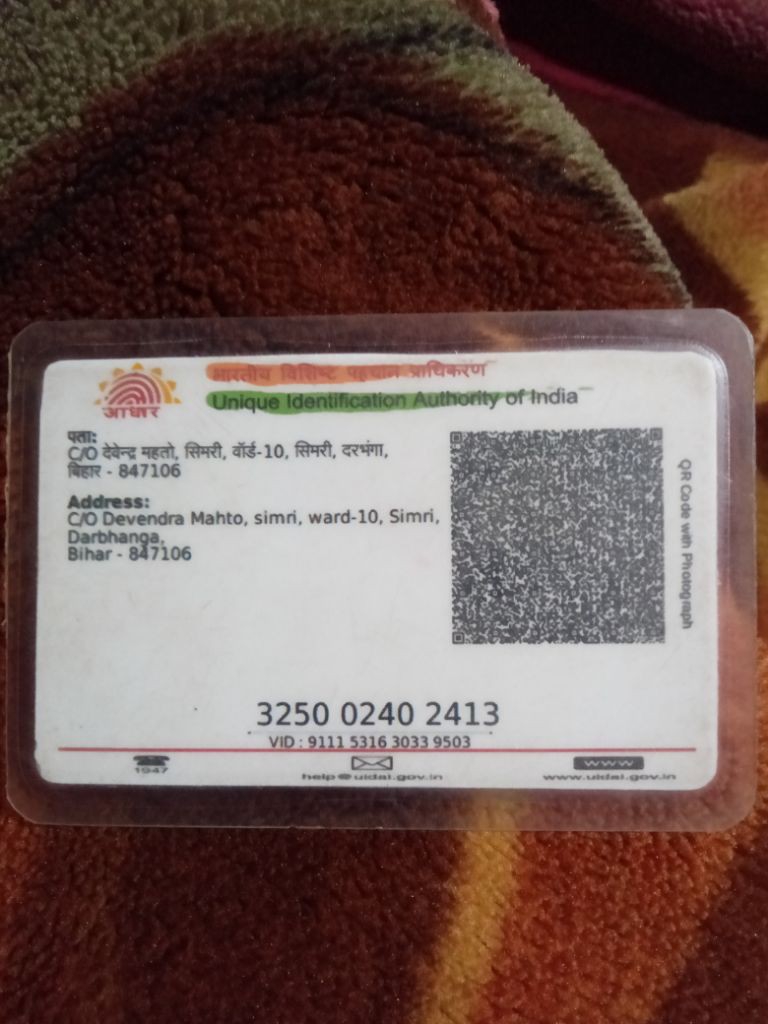 आधार
भारतीय विशिष्ट पहचान प्राधिकरण
Unique Identification Authority of India
पता:
C/O देवेन्द्र महतो, सिमरी, वॉर्ड-10, सिमरी, दरभंगा,
बिहार - 847106
Address:
C/O Devendra Mahto, simri, ward-10, Simri,
Darbhanga,
Bihar - 847106
QR Code with Photograph
3250 0240 2413
VID : 9111 5316 3033 9503
1947
help@uidai.gov.in
www
www.uidai.gov.in